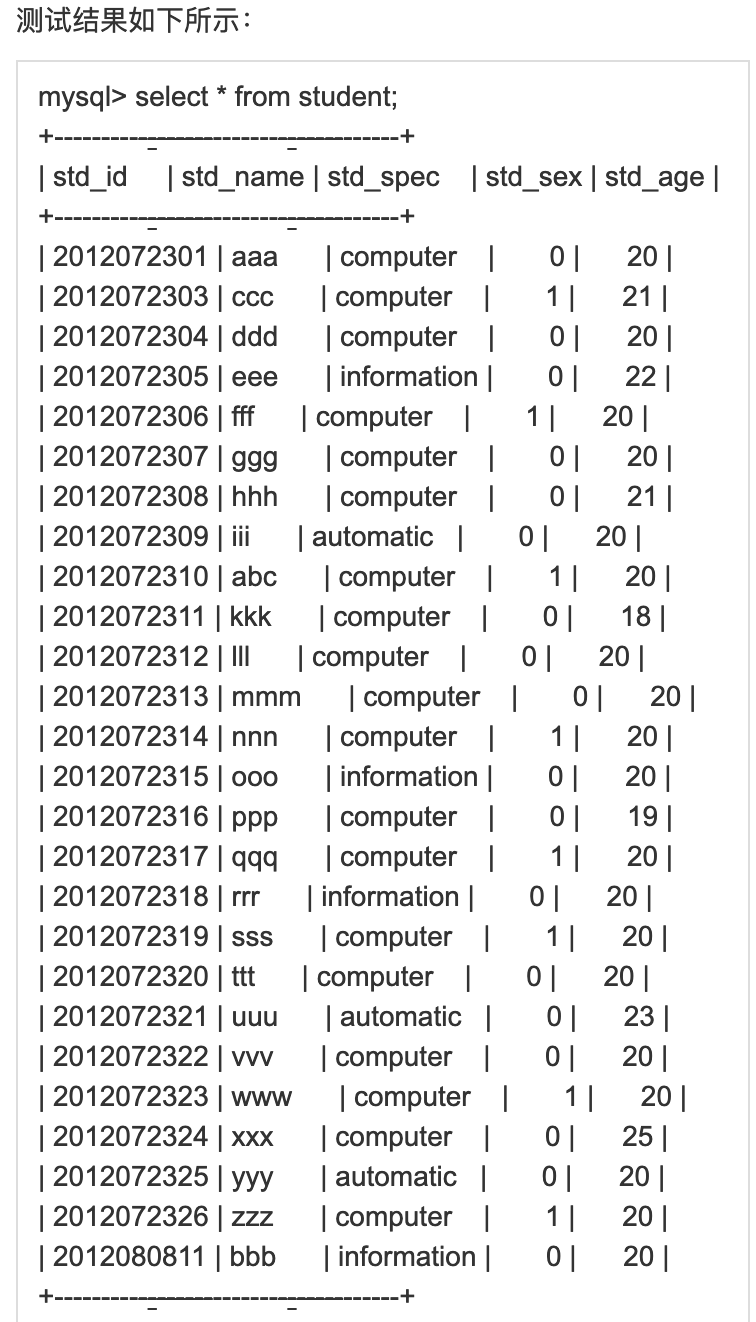 测试结果如下所示：
mysql> select * from student;
+-------------------------------------+
| std_id | std_name | std_spec | std_sex | std_age |
+-------------------------------------+
| 2012072301 | aaa | computer | 0 | 20 |
| 2012072303 | ccc | computer | 1 | 21 |
| 2012072304 | ddd | computer | 0 | 20 |
| 2012072305 | eee | information | 0 | 22 |
| 2012072306 | fff | computer | 1 | 20 |
| 2012072307 | ggg | computer | 0 | 20 |
| 2012072308 | hhh | computer | 0 | 21 |
| 2012072309 | iii | automatic | 0 | 20 |
| 2012072310 | abc | computer | 1 | 20 |
| 2012072311 | kkk | computer | 0 | 18 |
| 2012072312 | lll | computer | 0 | 20 |
| 2012072313 | mmm | computer | 0 | 20 |
| 2012072314 | nnn | computer | 1 | 20 |
| 2012072315 | ooo | information | 0 | 20 |
| 2012072316 | ppp | computer | 0 | 19 |
| 2012072317 | qqq | computer | 1 | 20 |
| 2012072318 | rrr | information | 0 | 20 |
| 2012072319 | sss | computer | 1 | 20 |
| 2012072320 | ttt | computer | 0 | 20 |
| 2012072321 | uuu | automatic | 0 | 23 |
| 2012072322 | vvv | computer | 0 | 20 |
| 2012072323 | www | computer | 1 | 20 |
| 2012072324 | xxx | computer | 0 | 25 |
| 2012072325 | yyy | automatic | 0 | 20 |
| 2012072326 | zzz | computer | 1 | 20 |
| 2012080811 | bbb | information | 0 | 20 |
+-------------------------------------+